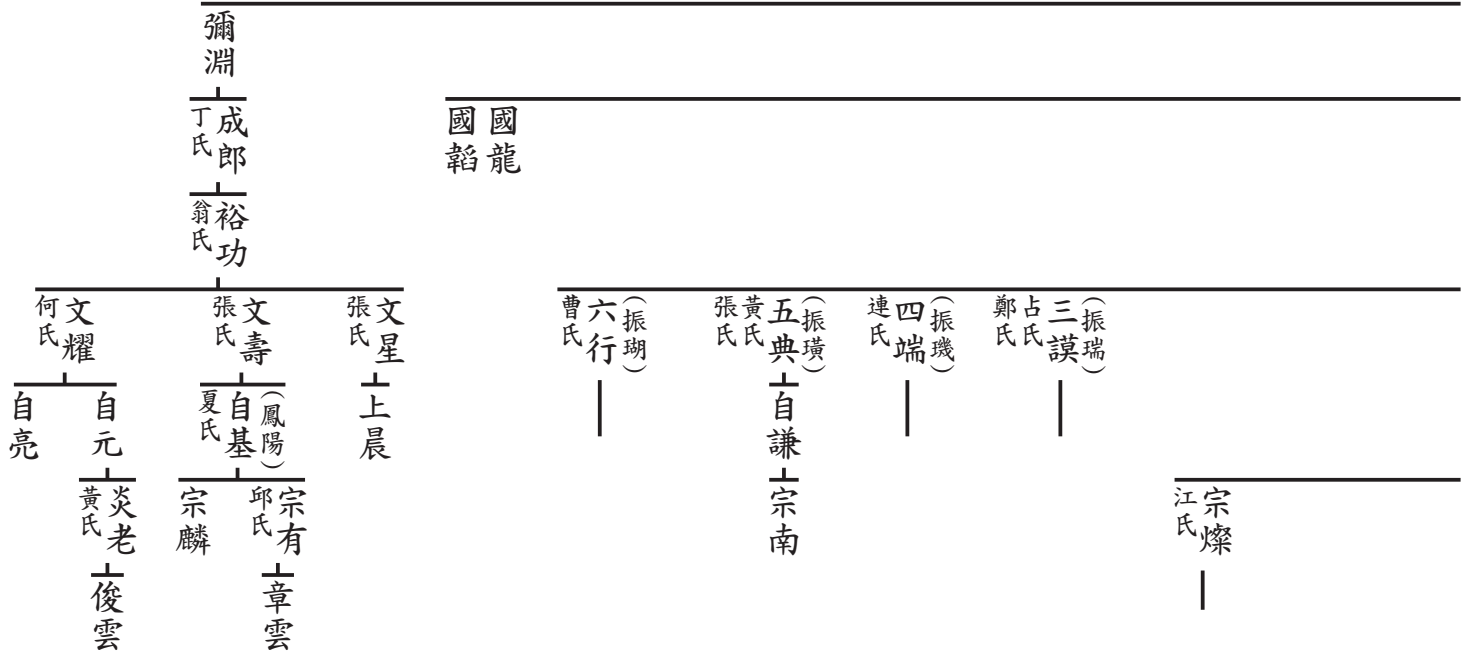 彌淵
成郎
丁氏
國龍
國韜
裕功
翁氏
(振瑞)
三謨
占氏
鄭氏
(振璣)
四端
連氏
(振璜)
五典
黃氏
張氏
(振瑚)
六行
曹氏
文星
張氏
文壽
張氏
文耀
何氏
自謙
上晨
(鳳陽)
自基
夏氏
自元
自亮
宗燦
江氏
宗南
宗有
邱氏
宗麟
炎老
黃氏
章雲
俊雲